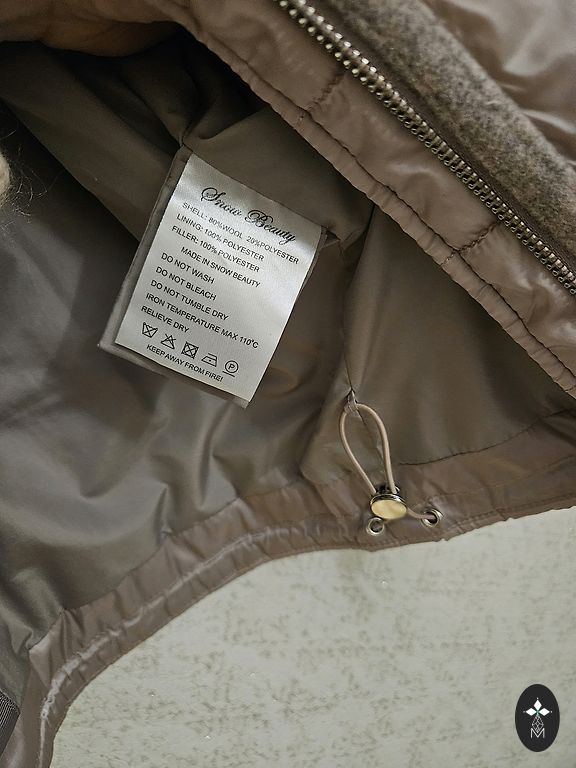 Snow Beauty
SHELL: 80%WOOL 20%POLYESTER
LINING: 100% POLYESTER
FILLER: 100% POLYESTER
MADE IN SNOW BEAUTY
DO NOT WASH
DO NOT BLEACH
DO NOT TUMBLE DRY
IRON TEMPERATURE MAX 110℃
RELIEVE DRY
P
KEEP AWAY FROM FIRE!
M